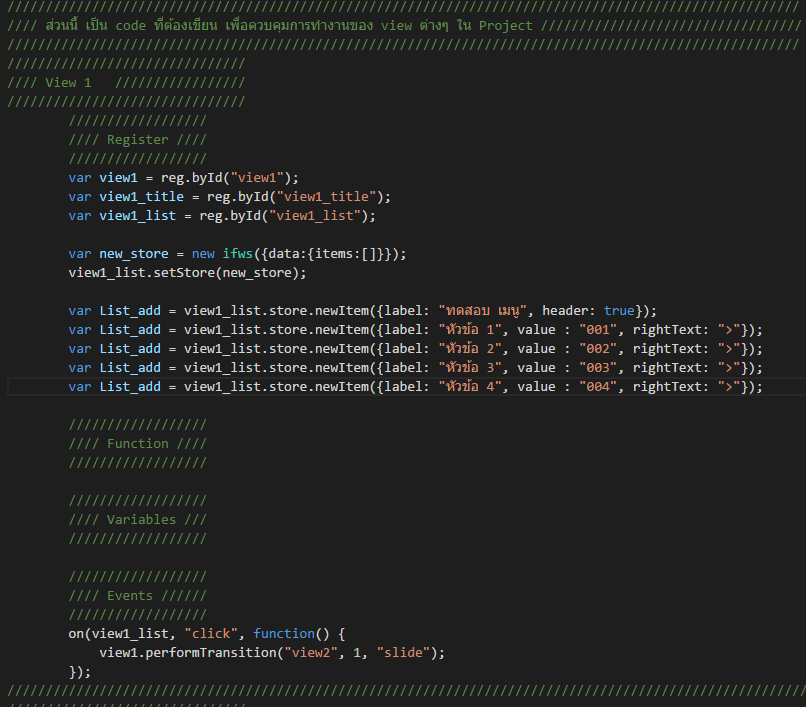 ///////////////////////////////////////////////////////////////////////////////////////////////////////
//// ส่วนนี้ เป็น code ที่ต้องเขียน เพื่อควบคุมการทำงานของ view ต่างๆ ใน Project //////////////////////////////////
///////////////////////////////////////////////////////////////////////////////////////////////////////
///////////////////////////////
//// View 1   /////////////////
///////////////////////////////
        //////////////////
        //// Register ////
        //////////////////
        var view1 = reg.byId("view1");
        var view1_title = reg.byId("view1_title");
        var view1_list = reg.byId("view1_list");
        var new_store = new ifws({data:{items:[]}});
        view1_list.setStore(new_store);
        var List_add = view1_list.store.newItem({label: "ทดสอบ เมนู", header: true});
        var List_add = view1_list.store.newItem({label: "หัวข้อ 1", value : "001", rightText: ">"});
        var List_add = view1_list.store.newItem({label: "หัวข้อ 2", value : "002", rightText: ">"});
        var List_add = view1_list.store.newItem({label: "หัวข้อ 3", value : "003", rightText: ">"});
        var List_add = view1_list.store.newItem({label: "หัวข้อ 4", value : "004", rightText: ">"});
        //////////////////
        //// Function ////
        //////////////////
        //////////////////
        //// Variables ///
        //////////////////
        //////////////////
        //// Events //////
        //////////////////
        on(view1_list, "click", function() {
            view1.performTransition("view2", 1, "slide");
        });
////////////////////////////////////////////////////////////////////////////////////////////////////////
///////////////////////////////